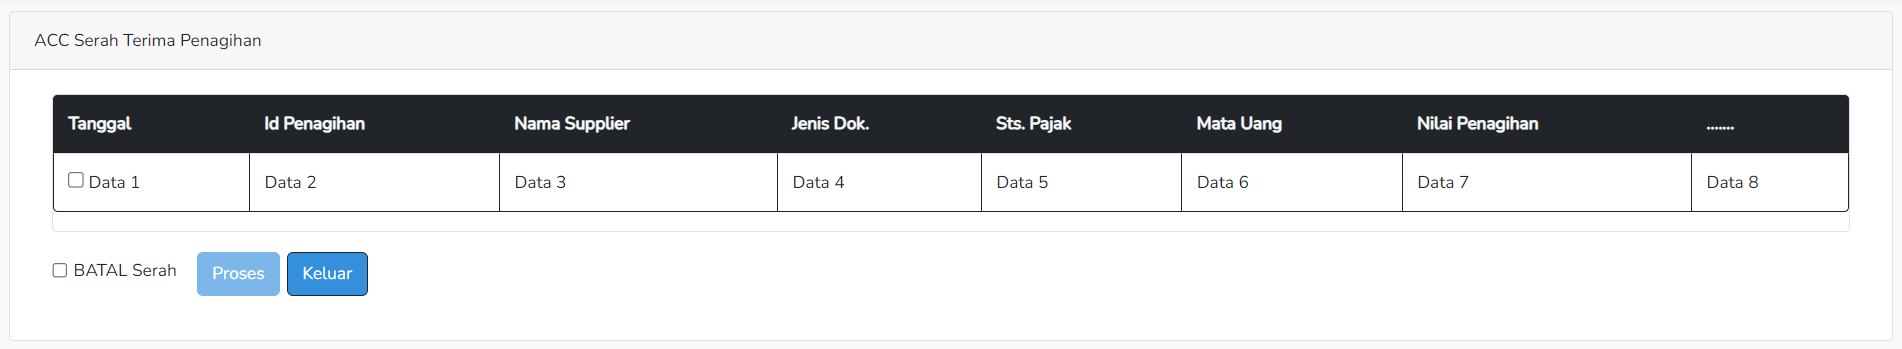 ACC Serah Terima Penagihan
Tanggal Id Penagihan Nama Supplier Jenis Dok. Sts. Pajak Mata Uang Nilai Penagihan .......
Data 1 Data 2 Data 3 Data 4 Data 5 Data 6 Data 7 Data 8
BATAL Serah Proses Keluar